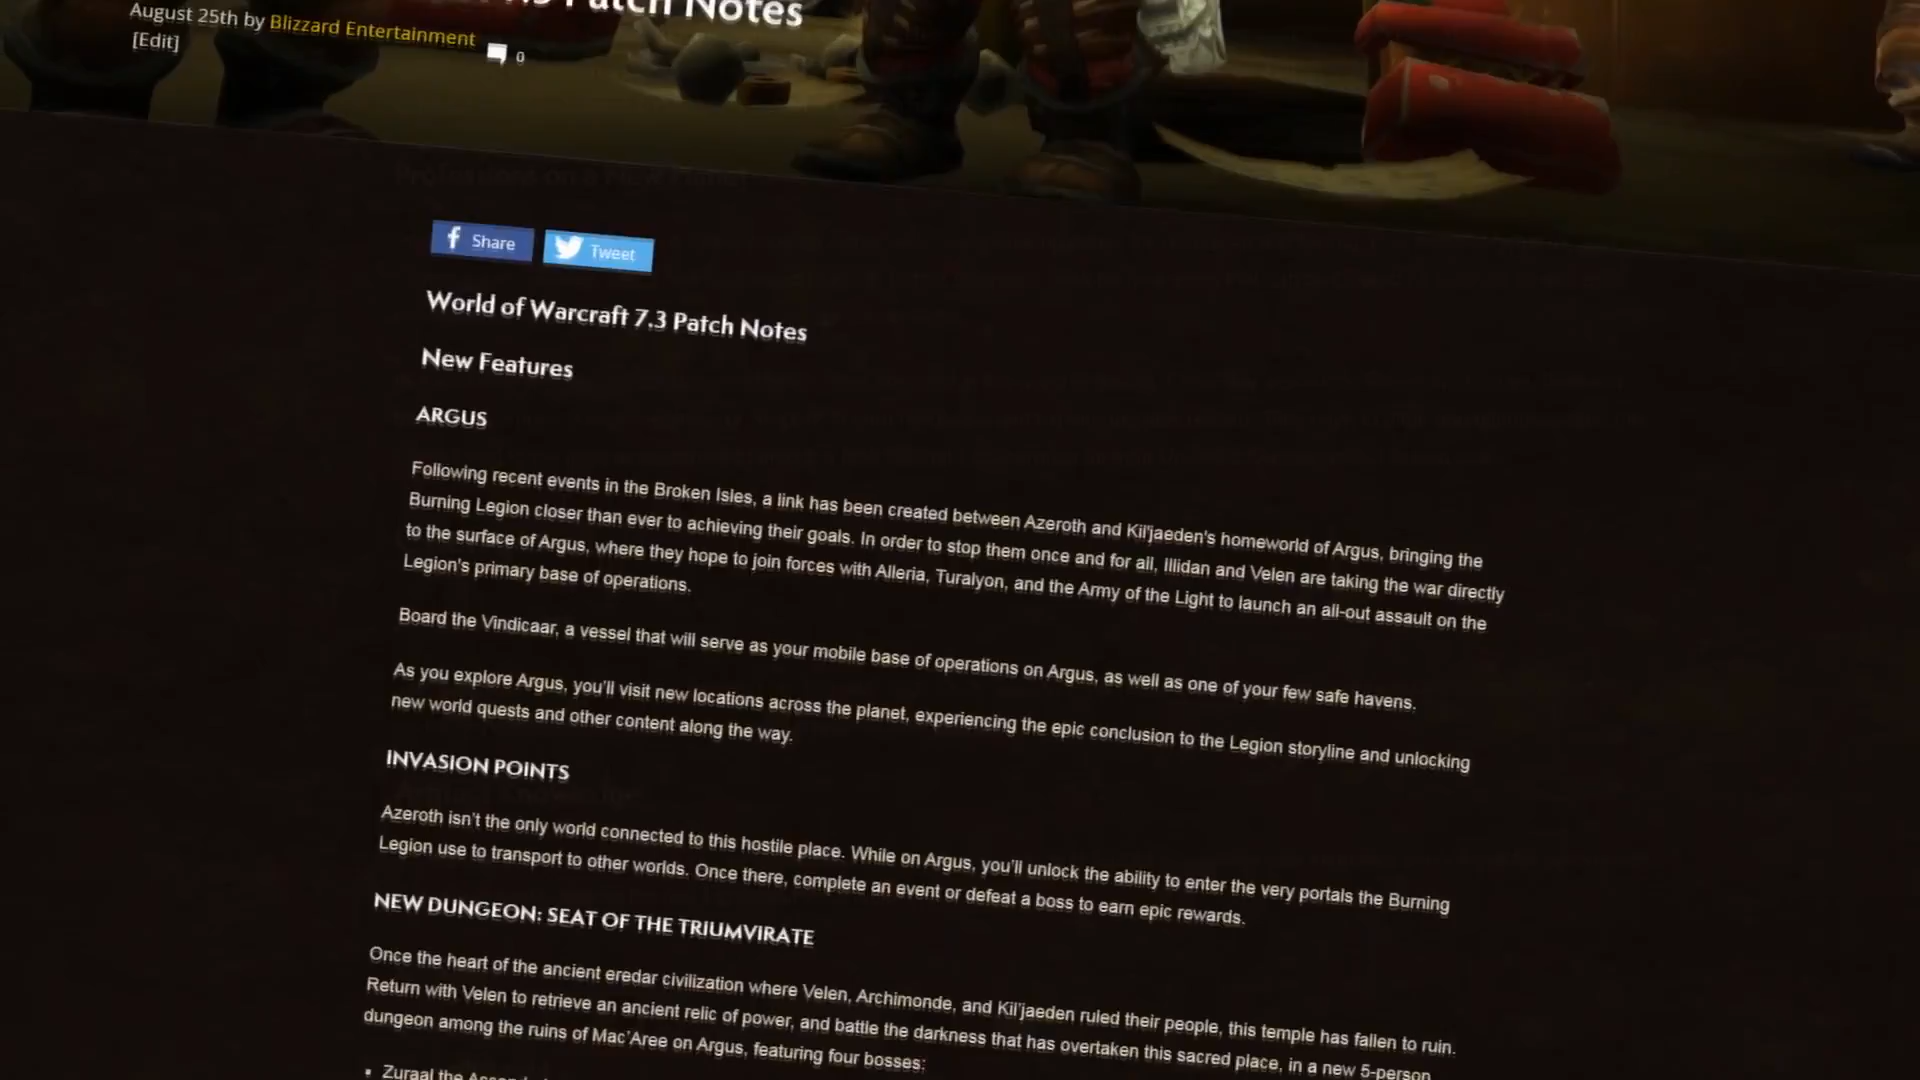 Patch Notes
August 25th by Blizzard Entertainment
[Edit]
0
Share
Tweet
World of Warcraft 7.3 Patch Notes
New Features
ARGUS
Following recent events in the Broken Isles, a link has been created between Azeroth and Kil'jaeden's homeworld of Argus, bringing the
Burning Legion closer than ever to achieving their goals. In order to stop them once and for all, Illidan and Velen are taking the war directly
to the surface of Argus, where they hope to join forces with Alleria, Turalyon, and the Army of the Light to launch an all-out assault on the
Legion's primary base of operations.
Board the Vindicaar, a vessel that will serve as your mobile base of operations on Argus, as well as one of your few safe havens.
As you explore Argus, you'll visit new locations across the planet, experiencing the epic conclusion to the Legion storyline and unlocking
new world quests and other content along the way.
INVASION POINTS
Azeroth isn't the only world connected to this hostile place. While on Argus, you'll unlock the ability to enter the very portals the Burning
Legion use to transport to other worlds. Once there, complete an event or defeat a boss to earn epic rewards.
NEW DUNGEON: SEAT OF THE TRIUMVIRATE
Once the heart of the ancient eredar civilization where Velen, Archimonde, and Kil'jaeden ruled their people, this temple has fallen to ruin.
Return with Velen to retrieve an ancient relic of power, and battle the darkness that has overtaken this sacred place, in a new 5-person
dungeon among the ruins of Mac'Aree on Argus, featuring four bosses:
▪ Zuraal the